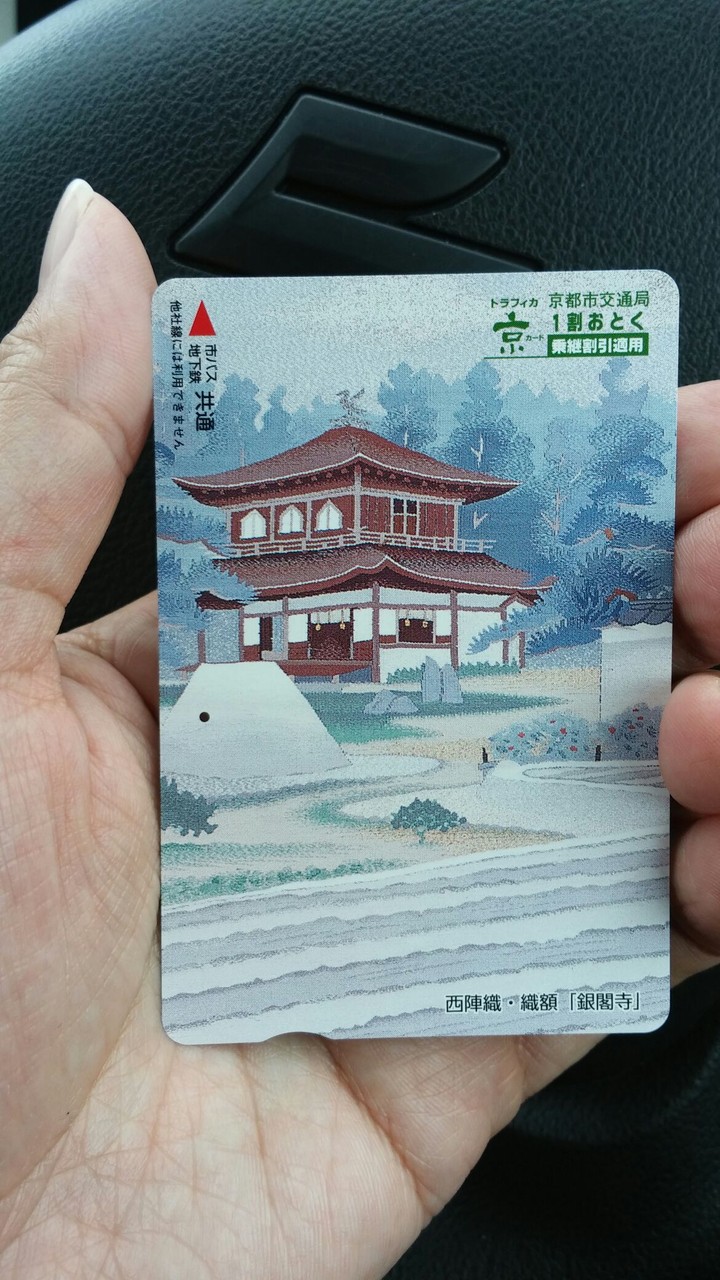 トラフィカ 京都市交通局
京カード 1割おとく
乗継割引適用
市バス
地下鉄 共通
他社線には利用できません
西陣織・織額「銀閣寺」